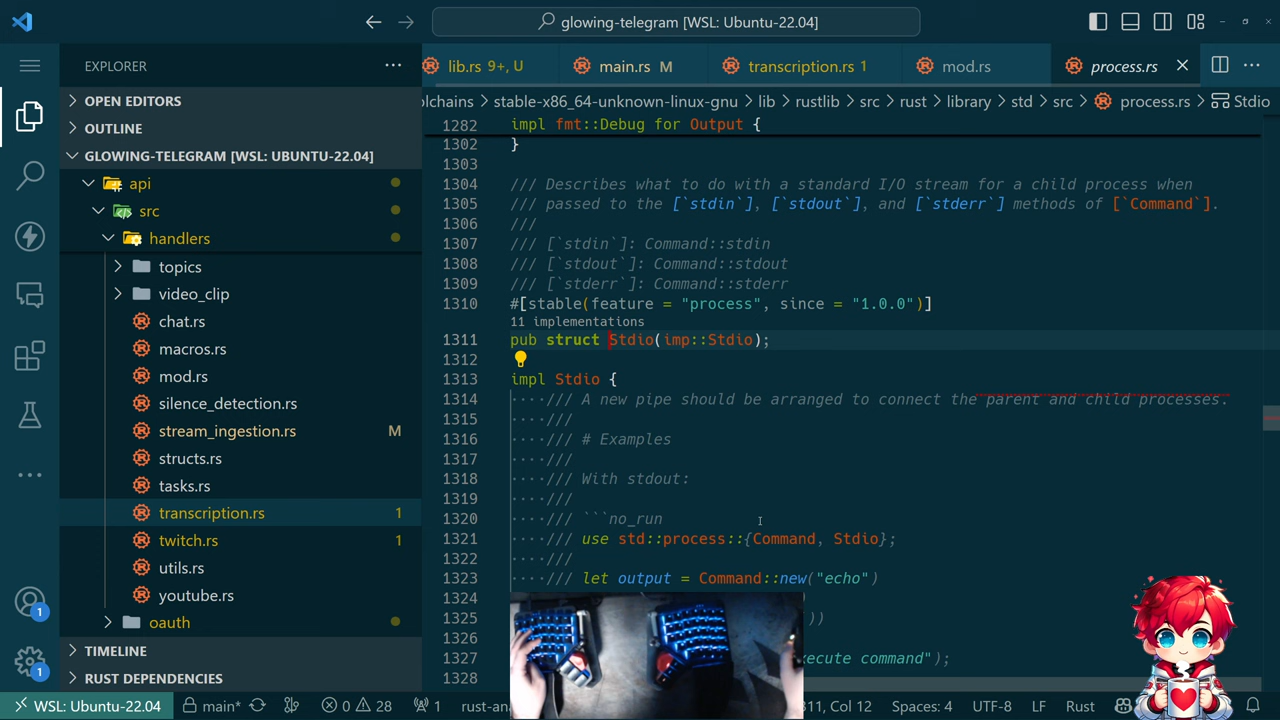 glowing-telegram [WSL: Ubuntu-22.04]
EXPLORER
lib.rs 9+, U
main.rs M
transcription.rs 1
mod.rs
process.rs
OPEN EDITORS
OUTLINE
GLOWING-TELEGRAM [WSL: UBUNTU-22.04]
api
src
handlers
topics
video_clip
chat.rs
macros.rs
mod.rs
silence_detection.rs
stream_ingestion.rs M
structs.rs
tasks.rs
transcription.rs 1
twitch.rs 1
utils.rs
youtube.rs
oauth
TIMELINE
RUST DEPENDENCIES
olchains > stable-x86_64-unknown-linux-gnu > lib > rustlib > src > rust > library > std > src > process.rs > Stdio
1282 impl fmt::Debug for Output {
1302 }
1303
1304 /// Describes what to do with a standard I/O stream for a child process when
1305 /// passed to the [`stdin`], [`stdout`], and [`stderr`] methods of [`Command`].
1306 ///
1307 /// [`stdin`]: Command::stdin
1308 /// [`stdout`]: Command::stdout
1309 /// [`stderr`]: Command::stderr
1310 #[stable(feature = "process", since = "1.0.0")]
11 implementations
1311 pub struct Stdio(imp::Stdio);
1312
1313 impl Stdio {
1314 ····/// A new pipe should be arranged to connect the parent and child processes.
1315 ····///
1316 ····/// # Examples
1317 ····///
1318 ····/// With stdout:
1319 ····///
1320 ····/// ```no_run
1321 ····/// use std::process::{Command, Stdio};
1322 ····///
1323 ····/// let output = Command::new("echo")
1324 )
1325 ))
1326
1327 xecute command");
1328
1
1
WSL: Ubuntu-22.04
main*
0
28
1
rust-an
311, Col 12
Spaces: 4
UTF-8
LF
Rust